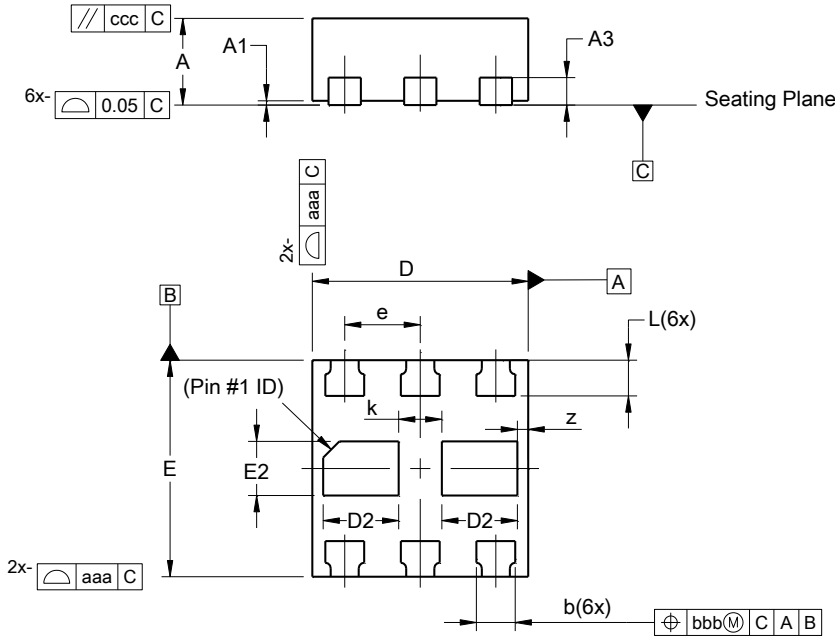 // ccc C
A
A1
A3
6x- ⌓ 0.05 C
Seating Plane
C
2x- ⌓ aaa C
D
A
B
e
L(6x)
(Pin #1 ID)
k
z
E
E2
D2
D2
2x- ⌓ aaa C
b(6x)
⌖ bbbⓂ C A B